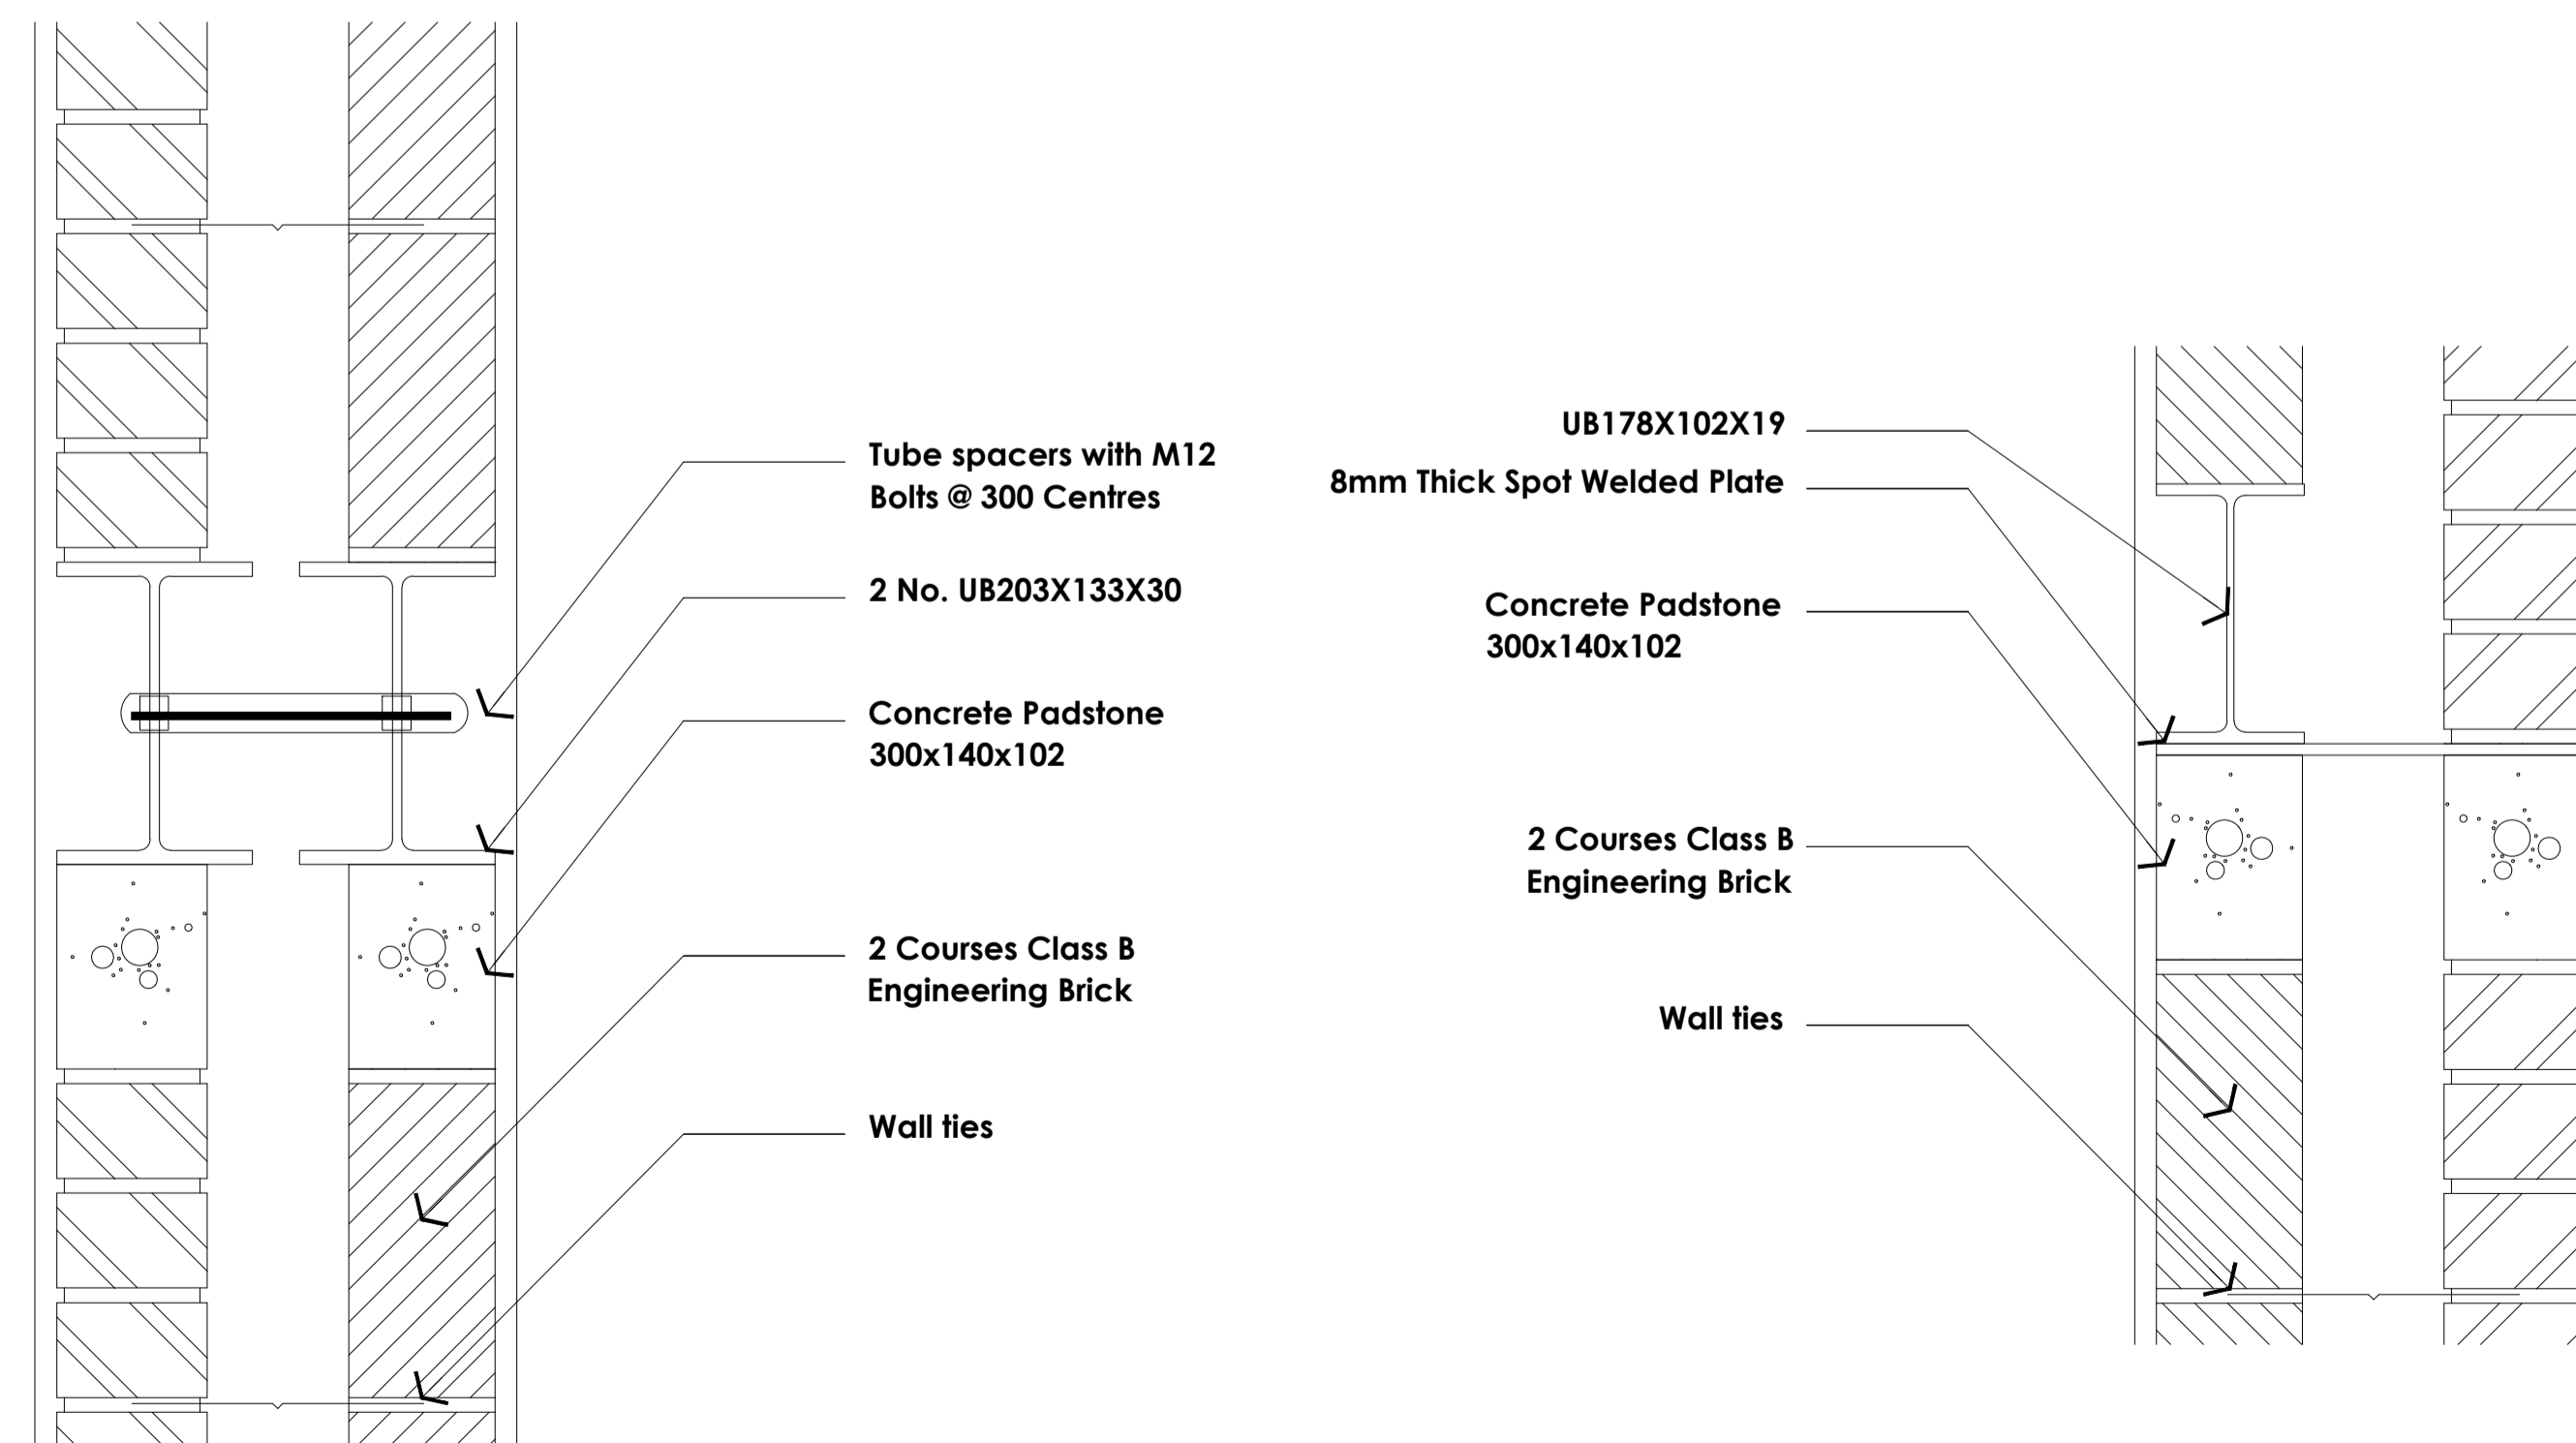 Tube spacers with M12
Bolts @ 300 Centres
2 No. UB203X133X30
Concrete Padstone
300x140x102
2 Courses Class B
Engineering Brick
Wall ties
UB178X102X19
8mm Thick Spot Welded Plate
Concrete Padstone
300x140x102
2 Courses Class B
Engineering Brick
Wall ties